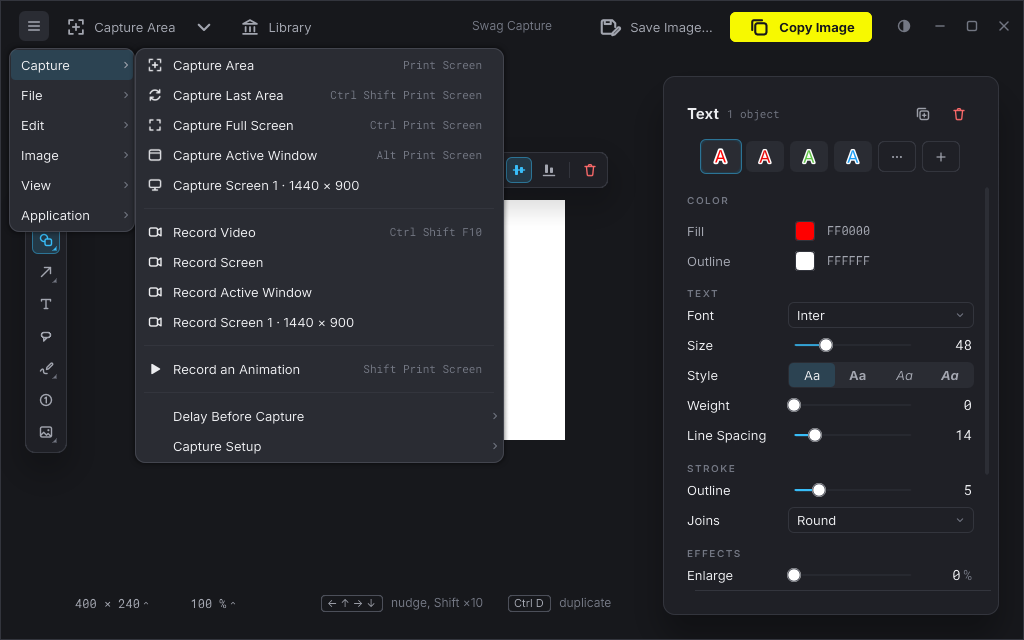 Capture Area
Library
Swag Capture
Save Image...
Copy Image
Capture
File
Edit
Image
View
Application
Capture Area Print Screen
Capture Last Area Ctrl Shift Print Screen
Capture Full Screen Ctrl Print Screen
Capture Active Window Alt Print Screen
Capture Screen 1 · 1440 × 900
Record Video Ctrl Shift F10
Record Screen
Record Active Window
Record Screen 1 · 1440 × 900
Record an Animation Shift Print Screen
Delay Before Capture
Capture Setup
Text 1 object
A A A A ... +
COLOR
Fill FF0000
Outline FFFFFF
TEXT
Font Inter
Size 48
Style Aa Aa Aa Aa
Weight 0
Line Spacing 14
STROKE
Outline 5
Joins Round
EFFECTS
Enlarge 0 %
400 × 240
100 %
← ↑ → ↓ nudge, Shift ×10
Ctrl D duplicate